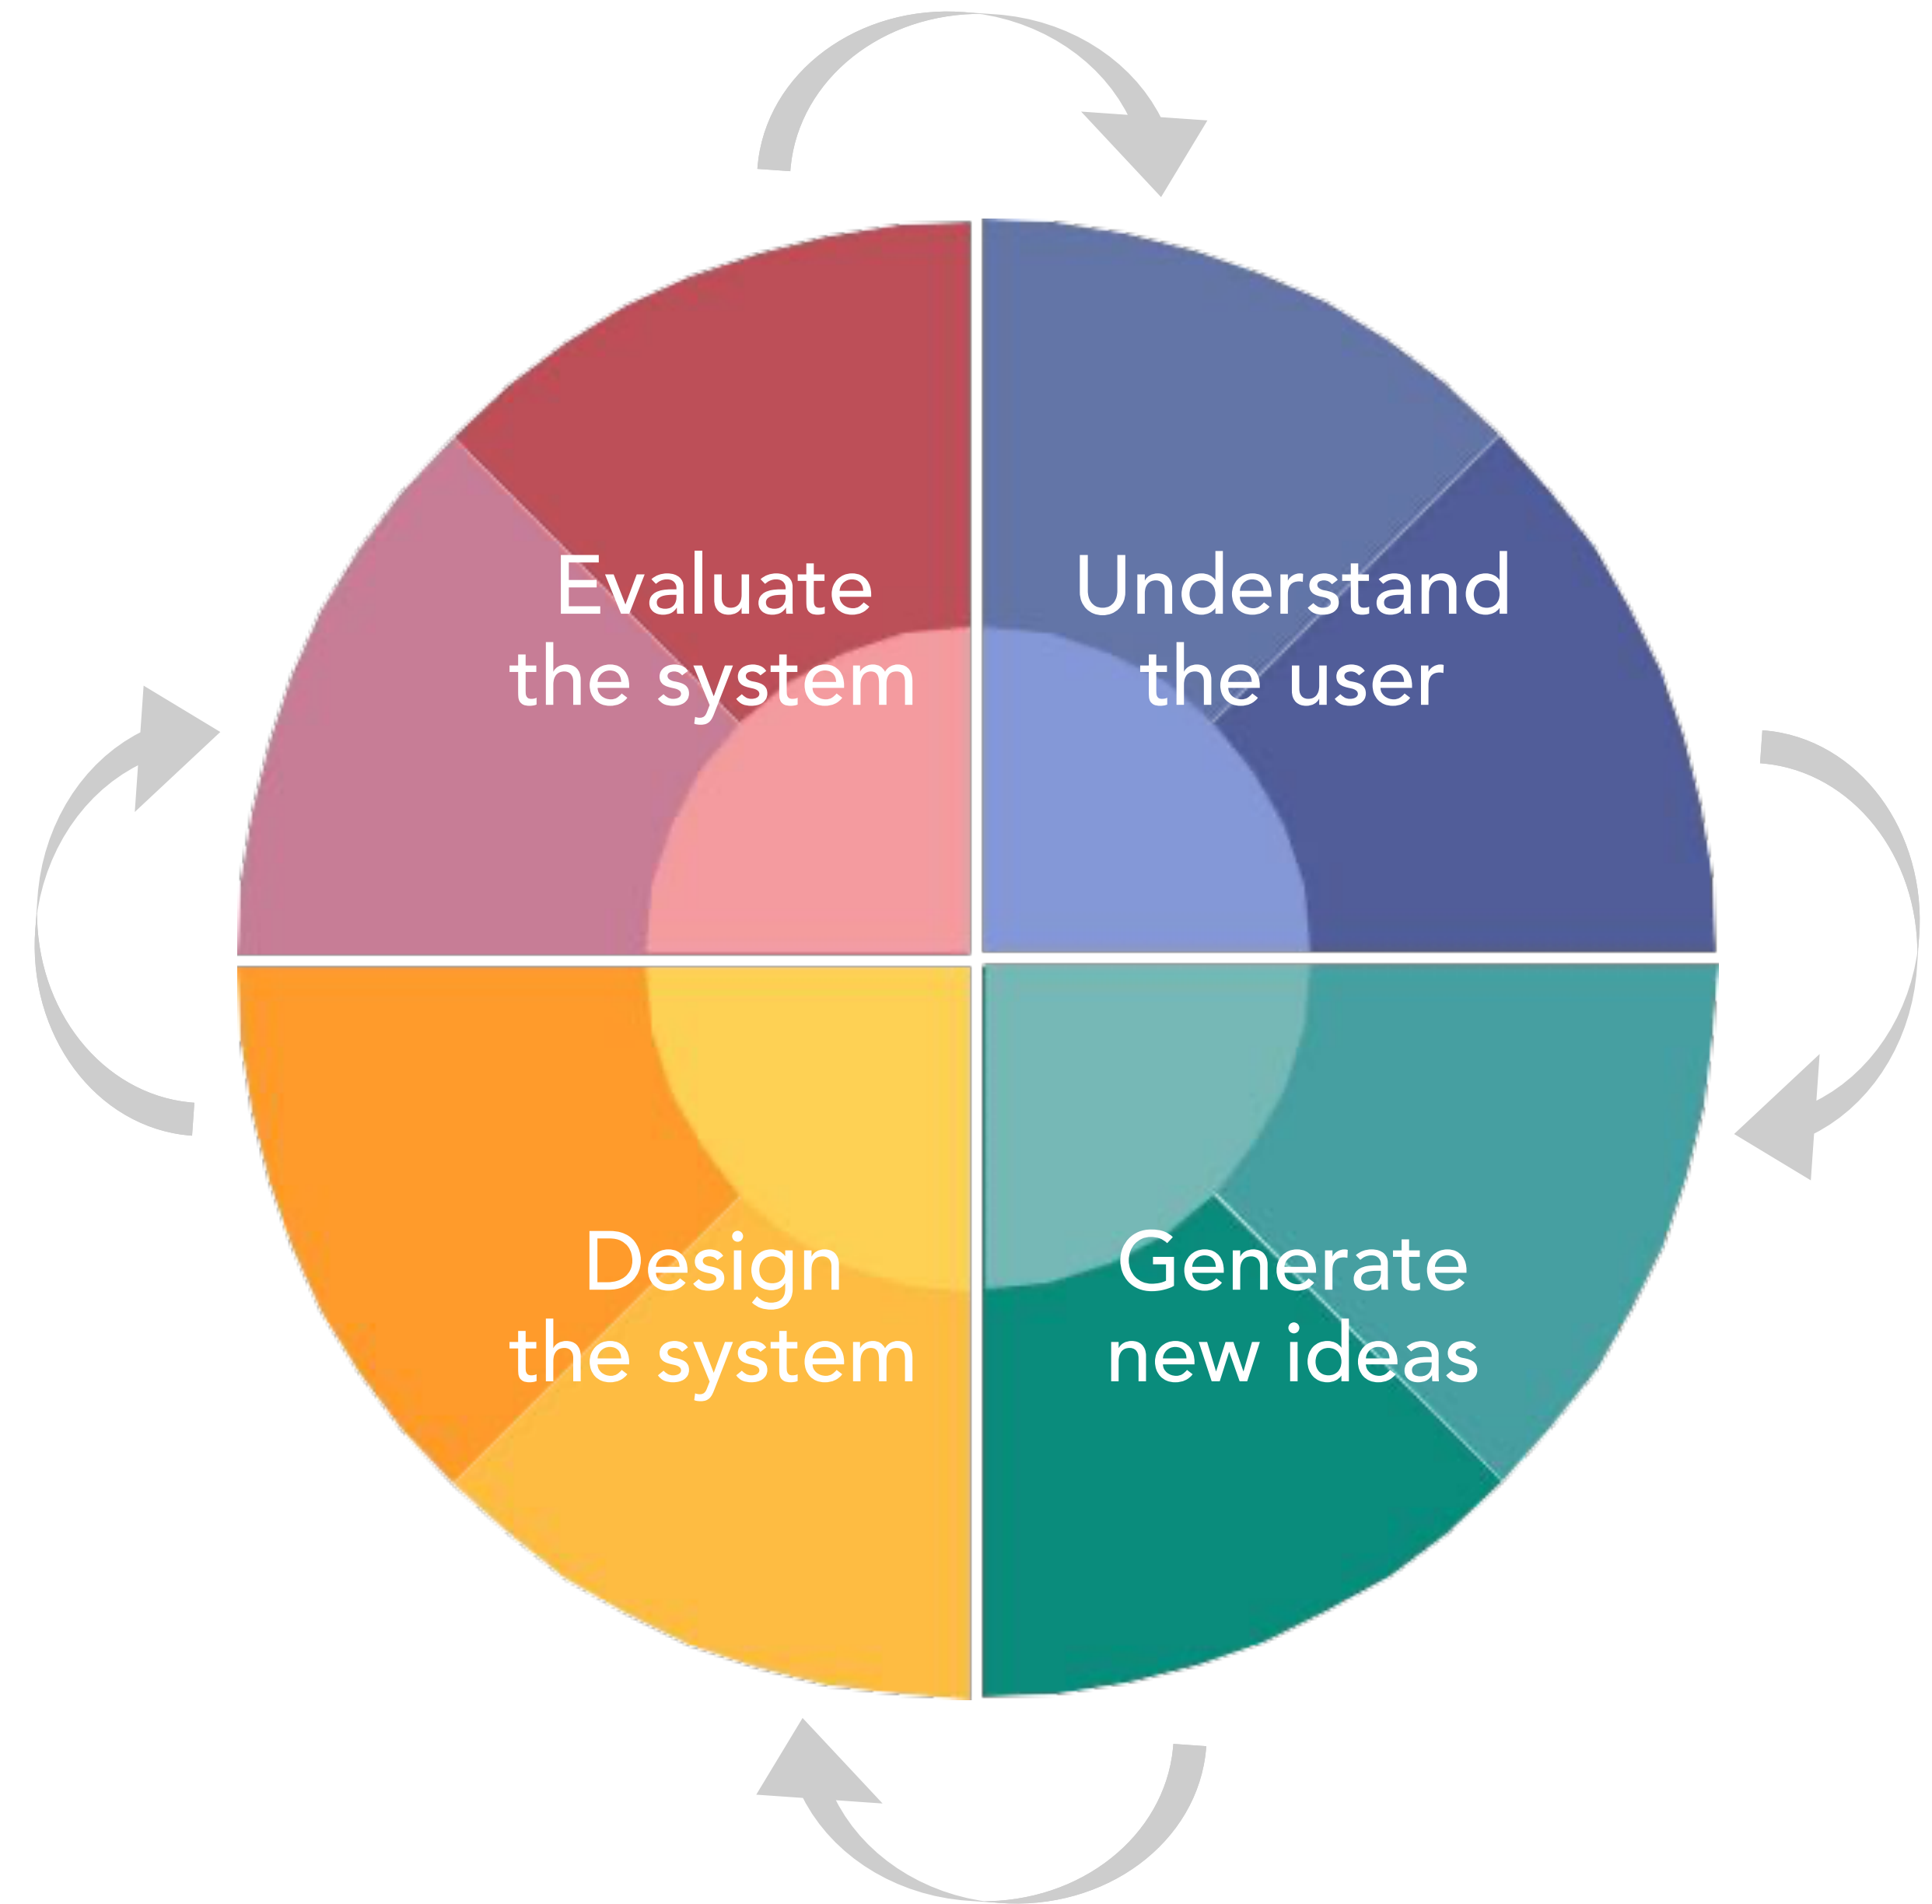 Evaluate
the system
Understand
the user
Design
the system
Generate
new ideas